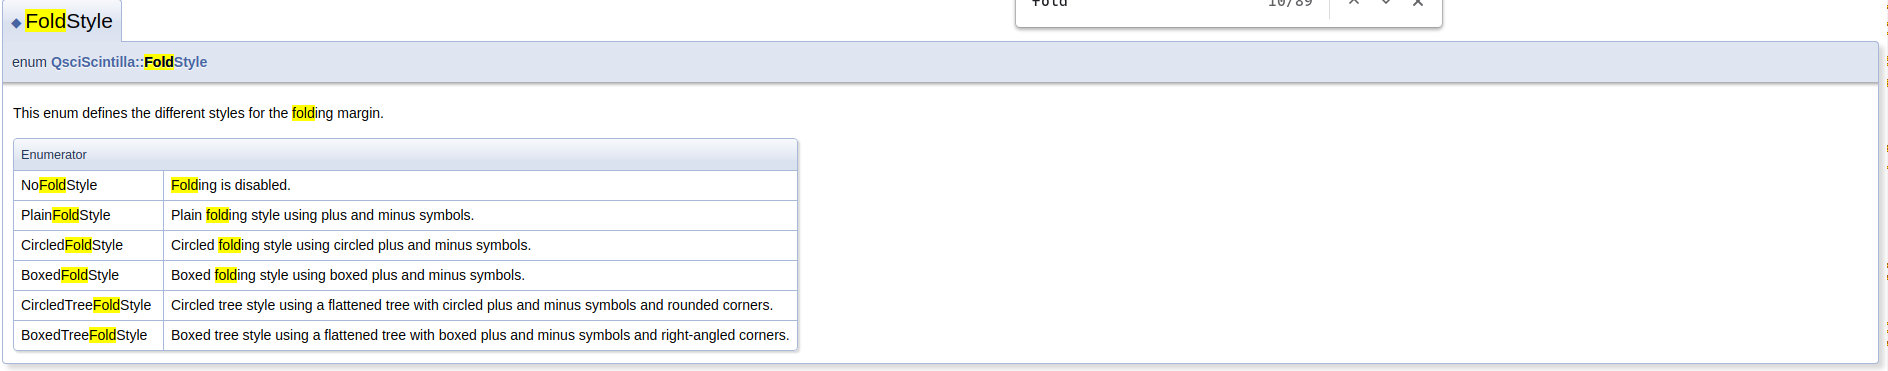 fold 10/89
FoldStyle
enum QsciScintilla::FoldStyle
This enum defines the different styles for the folding margin.
Enumerator
NoFoldStyle Folding is disabled.
PlainFoldStyle Plain folding style using plus and minus symbols.
CircledFoldStyle Circled folding style using circled plus and minus symbols.
BoxedFoldStyle Boxed folding style using boxed plus and minus symbols.
CircledTreeFoldStyle Circled tree style using a flattened tree with circled plus and minus symbols and rounded corners.
BoxedTreeFoldStyle Boxed tree style using a flattened tree with boxed plus and minus symbols and right-angled corners.